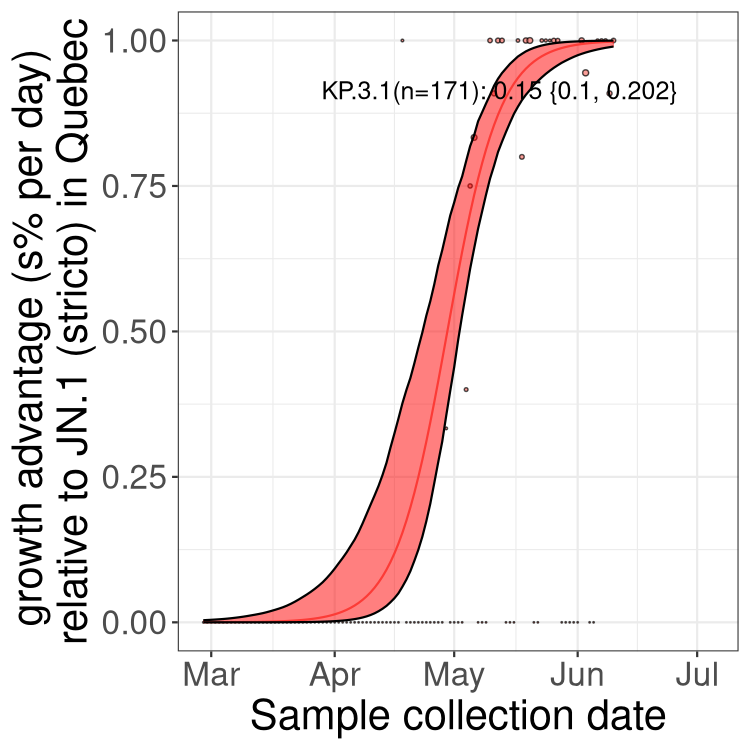 growth advantage (s% per day)
relative to JN.1 (stricto) in Quebec
1.00
0.75
0.50
0.25
0.00
KP.3.1(n=171): 0.15 {0.1, 0.202}
Mar Apr May Jun Jul
Sample collection date